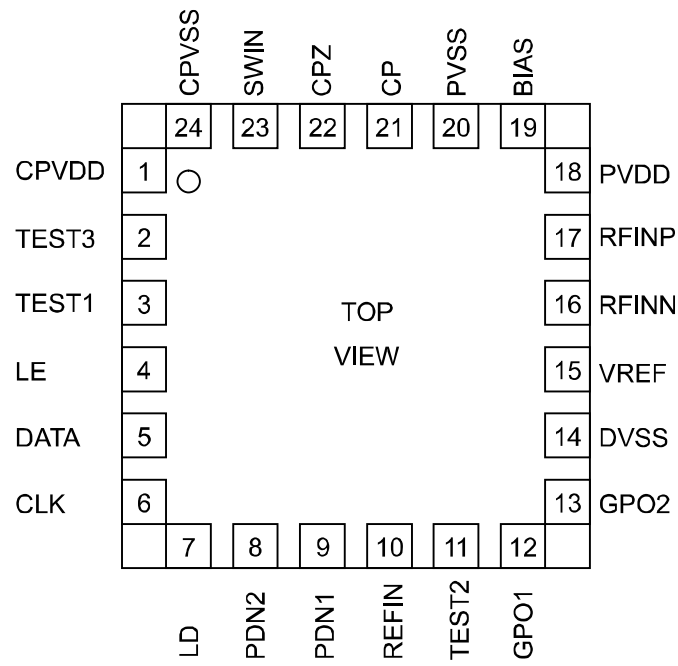 CPVSS SWIN CPZ CP PVSS BIAS
24 23 22 21 20 19
CPVDD 1 18 PVDD
TEST3 2 17 RFINP
TEST1 3 16 RFINN
TOP
VIEW
LE 4 15 VREF
DATA 5 14 DVSS
CLK 6 13 GPO2
7 8 9 10 11 12
LD PDN2 PDN1 REFIN TEST2 GPO1